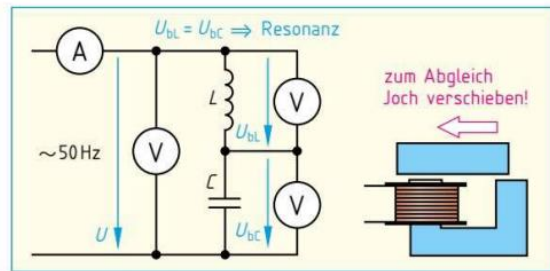 U_bL = U_bC ⇒ Resonanz
A
zum Abgleich
Joch verschieben!
L
V
U_bL
V
~50 Hz
C
V
U
U_bC